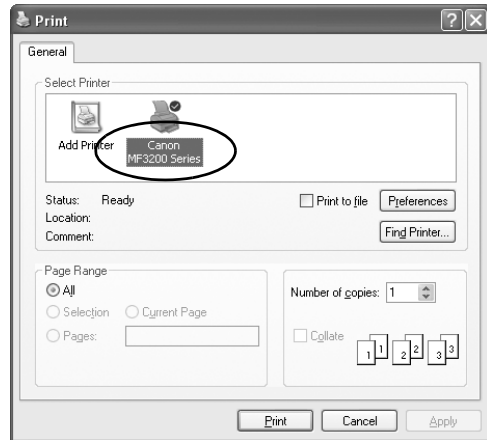 Print
General
Select Printer
Add Printer
Canon
MF3200 Series
Status: Ready
Location:
Comment:
Print to file
Preferences
Find Printer...
Page Range
All
Selection
Current Page
Pages:
Number of copies: 1
Collate
1 1 2 2 3 3
Print Cancel Apply